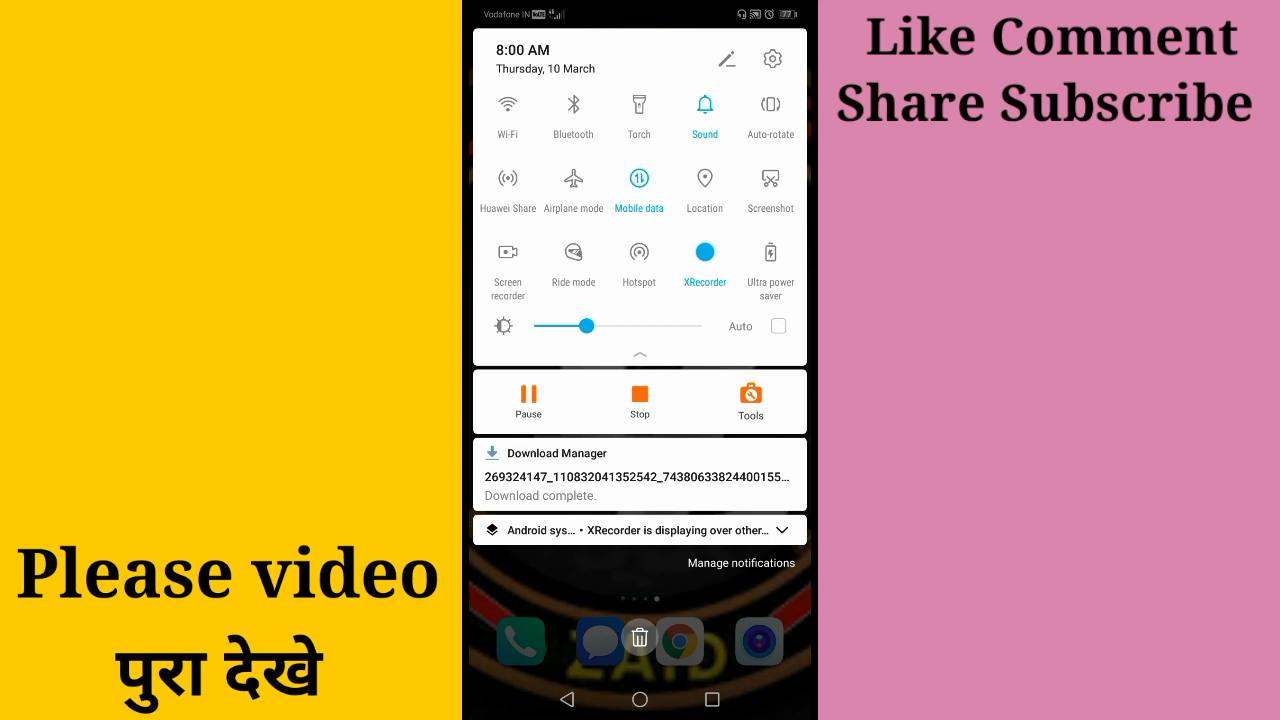 Please video
पुरा देखे
Vodafone IN
8:00 AM
Thursday, 10 March
Wi-Fi Bluetooth Torch Sound Auto-rotate
Huawei Share Airplane mode Mobile data Location Screenshot
Screen recorder Ride mode Hotspot XRecorder Ultra power saver
Auto
Pause Stop Tools
Download Manager
269324147_110832041352542_74380633824400155...
Download complete.
Android sys... • XRecorder is displaying over other...
Manage notifications
ZAID
Like Comment
Share Subscribe